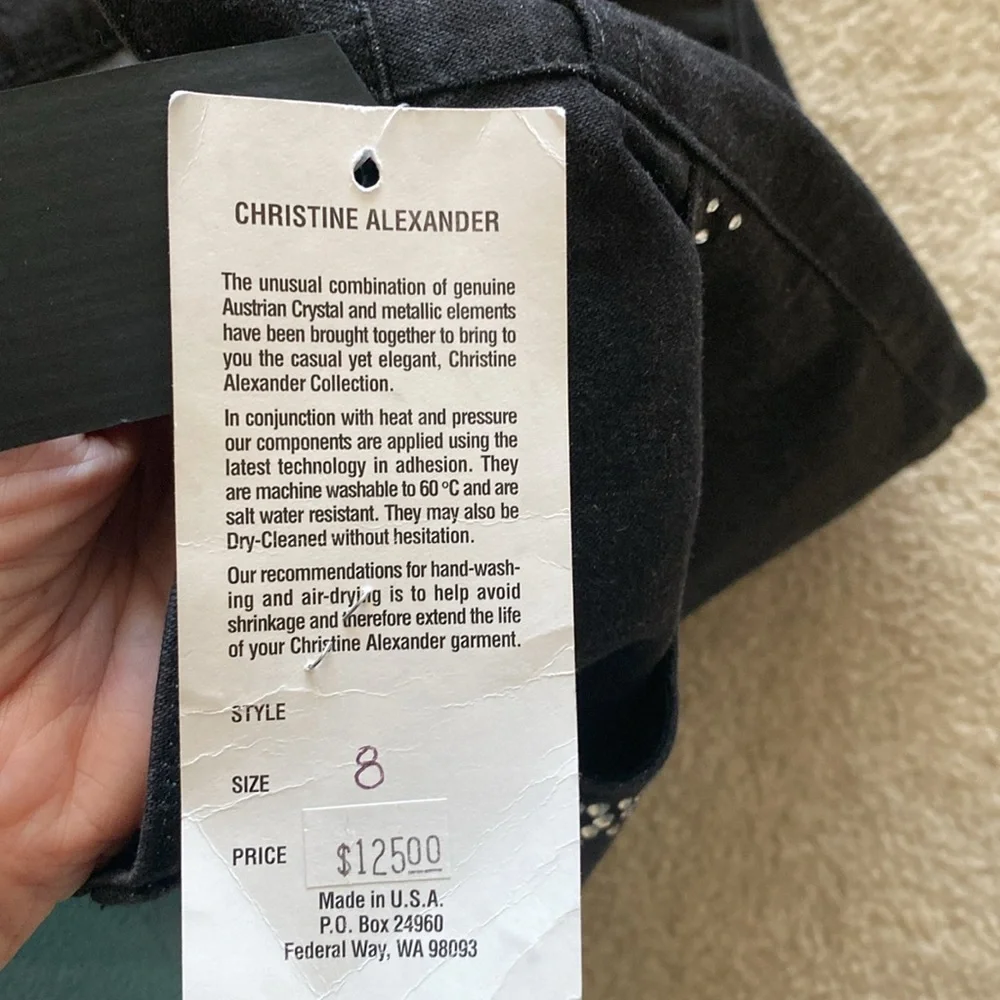 CHRISTINE ALEXANDER
The unusual combination of genuine
Austrian Crystal and metallic elements
have been brought together to bring to
you the casual yet elegant, Christine
Alexander Collection.
In conjunction with heat and pressure
our components are applied using the
latest technology in adhesion. They
are machine washable to 60 °C and are
salt water resistant. They may also be
Dry-Cleaned without hesitation.
Our recommendations for hand-wash-
ing and air-drying is to help avoid
shrinkage and therefore extend the life
of your Christine Alexander garment.
STYLE
SIZE 8
PRICE $12500
Made in U.S.A.
P.O. Box 24960
Federal Way, WA 98093